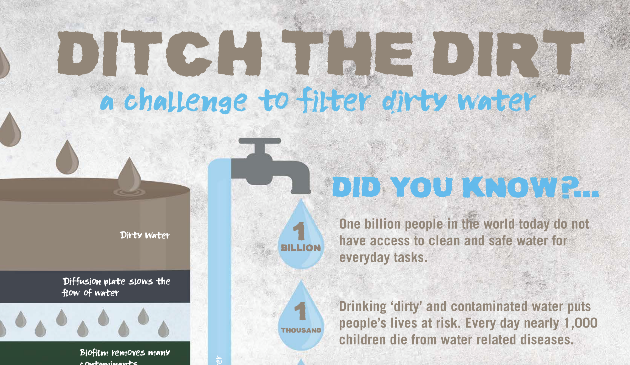 DITCH THE DIRT
a challenge to filter dirty water
Dirty water
Diffusion plate slows the
flow of water
Biofilm removes many
contaminants
DID YOU KNOW?...
1
BILLION
One billion people in the world today do not
have access to clean and safe water for
everyday tasks.
1
THOUSAND
Drinking ‘dirty’ and contaminated water puts
people's lives at risk. Every day nearly 1,000
children die from water related diseases.